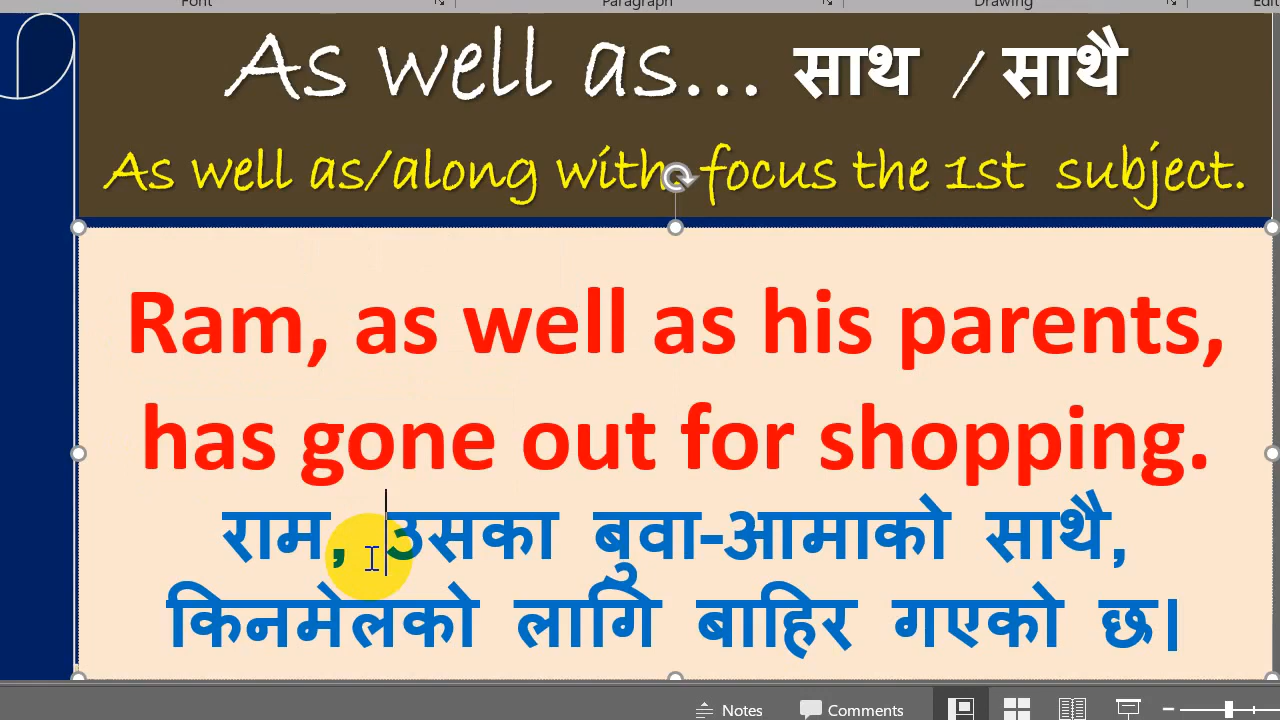 Font Paragraph Drawing
As well as... साथ / साथै
As well as/along with focus the 1st subject.
Ram, as well as his parents,
has gone out for shopping.
राम, उसका बुवा-आमाको साथै,
किनमेलको लागि बाहिर गएको छ।
Notes Comments